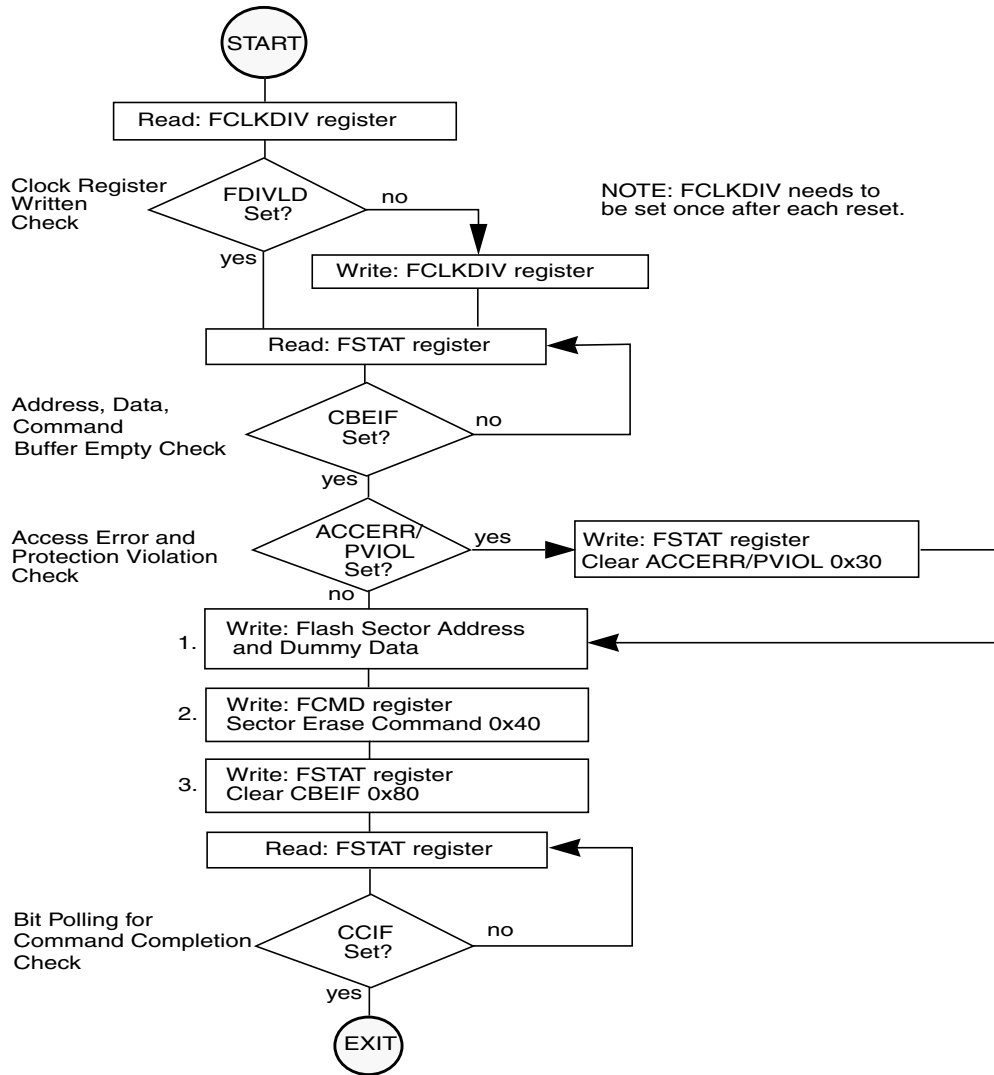 START
Read: FCLKDIV register
Clock Register
Written
Check
FDIVLD
Set?
no
yes
NOTE: FCLKDIV needs to
be set once after each reset.
Write: FCLKDIV register
Read: FSTAT register
Address, Data,
Command
Buffer Empty Check
CBEIF
Set?
no
yes
Access Error and
Protection Violation
Check
ACCERR/
PVIOL
Set?
yes
no
Write: FSTAT register
Clear ACCERR/PVIOL 0x30
1.
Write: Flash Sector Address
and Dummy Data
2.
Write: FCMD register
Sector Erase Command 0x40
3.
Write: FSTAT register
Clear CBEIF 0x80
Read: FSTAT register
Bit Polling for
Command Completion
Check
CCIF
Set?
no
yes
EXIT